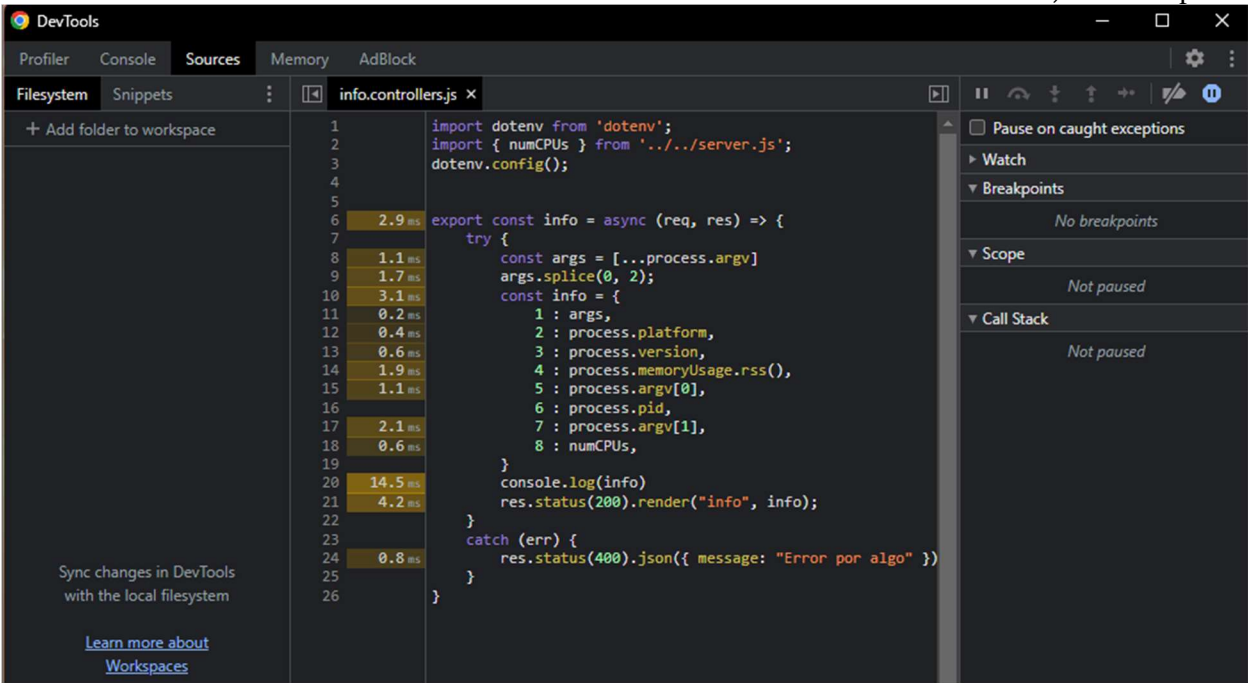 DevTools
Profiler Console Sources Memory AdBlock
Filesystem Snippets
info.controllers.js ×
+ Add folder to workspace
1 import dotenv from 'dotenv';
2 import { numCPUs } from '../../server.js';
3 dotenv.config();
4
5
6 2.9 ms export const info = async (req, res) => {
7 try {
8 1.1 ms const args = [...process.argv]
9 1.7 ms args.splice(0, 2);
10 3.1 ms const info = {
11 0.2 ms 1 : args,
12 0.4 ms 2 : process.platform,
13 0.6 ms 3 : process.version,
14 1.9 ms 4 : process.memoryUsage.rss(),
15 1.1 ms 5 : process.argv[0],
16 6 : process.pid,
17 2.1 ms 7 : process.argv[1],
18 0.6 ms 8 : numCPUs,
19 }
20 14.5 ms console.log(info)
21 4.2 ms res.status(200).render("info", info);
22 }
23 catch (err) {
24 0.8 ms res.status(400).json({ message: "Error por algo" })
25 }
26 }
Sync changes in DevTools
with the local filesystem
Learn more about
Workspaces
Pause on caught exceptions
Watch
Breakpoints
No breakpoints
Scope
Not paused
Call Stack
Not paused